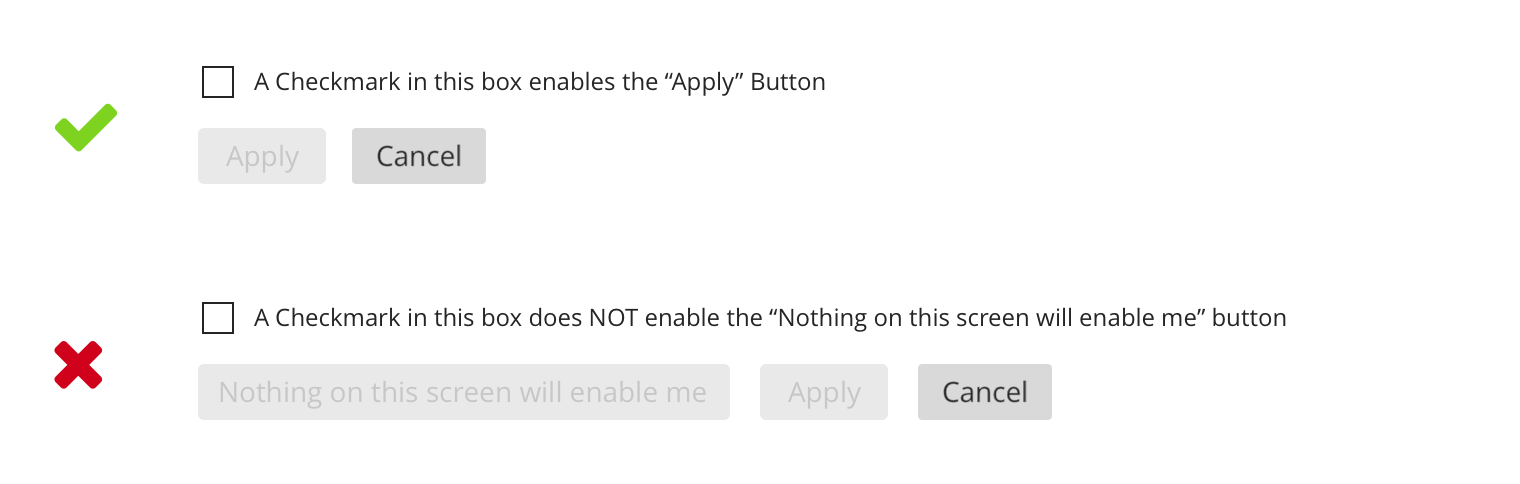 A Checkmark in this box enables the “Apply” Button
Apply Cancel
A Checkmark in this box does NOT enable the “Nothing on this screen will enable me” button
Nothing on this screen will enable me Apply Cancel